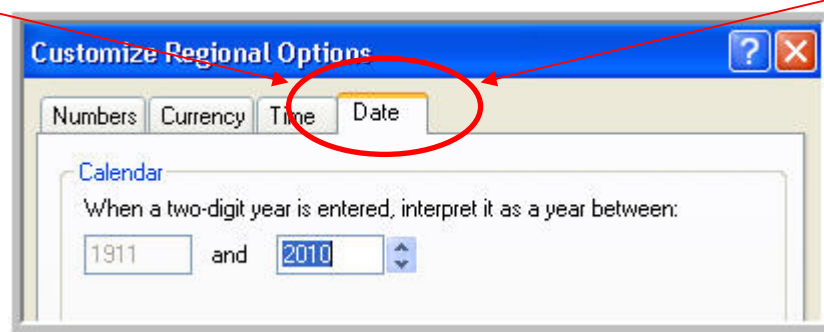 Customize Regional Options
Numbers Currency Time Date
Calendar
When a two-digit year is entered, interpret it as a year between:
1911 and 2010